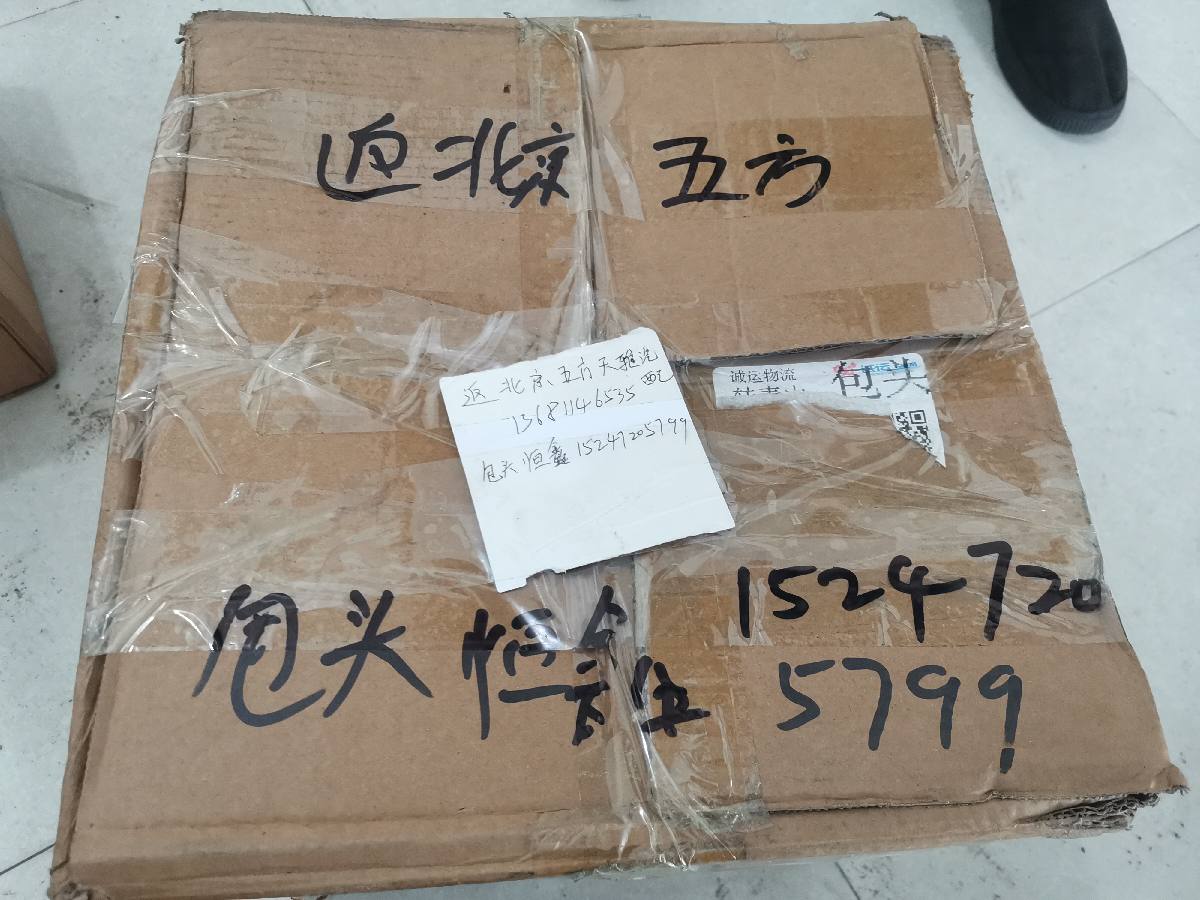 返北京 五方
返 北京、五方天雅汽配
13681146535
包头恒鑫 15247205799
诚运物流
包头
包头 恒鑫 1524720
5799